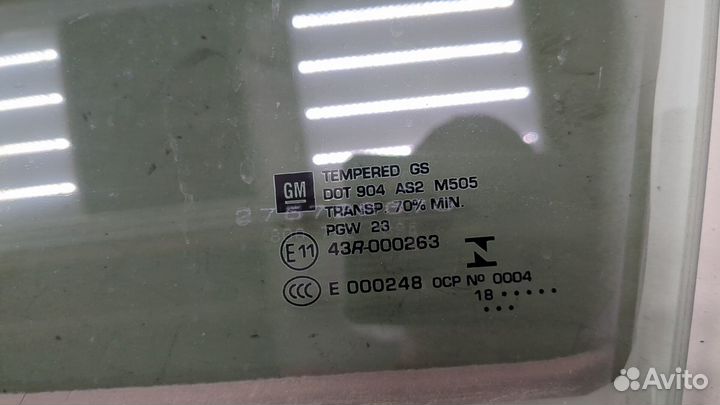 TEMPERED GS
GM DOT 904 AS2 M505
TRANSP. 70% MIN.
PGW 23
E11 43R-000263
CCC E 000248 OCP Nº 0004
18
Avito